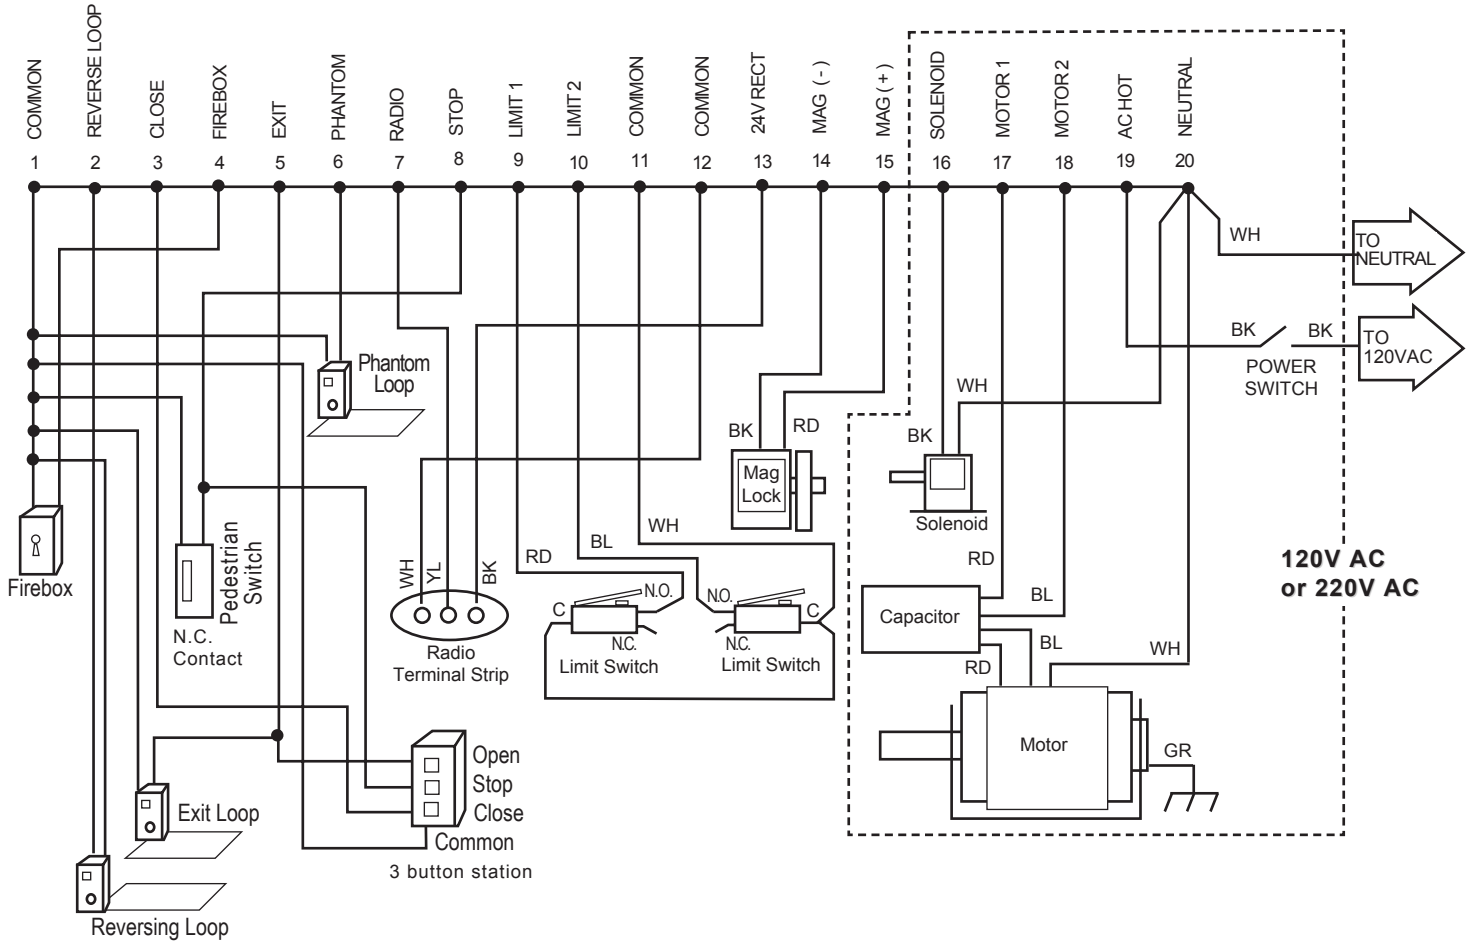 COMMON
REVERSE LOOP
CLOSE
FIREBOX
EXIT
PHANTOM
RADIO
STOP
LIMIT 1
LIMIT 2
COMMON
COMMON
24V RECT
MAG (-)
MAG (+)
SOLENOID
MOTOR 1
MOTOR 2
AC HOT
NEUTRAL
1 2 3 4 5 6 7 8 9 10 11 12 13 14 15 16 17 18 19 20
WH
TO
NEUTRAL
BK
BK
TO
120VAC
POWER
SWITCH
Phantom
Loop
WH
BK
RD
BK
Mag
Lock
Solenoid
WH
RD
BL
WH
YL
BK
N.O.
N.O.
C
C
N.C.
N.C.
Limit Switch
Limit Switch
Firebox
Pedestrian
Switch
N.C.
Contact
Radio
Terminal Strip
RD
BL
Capacitor
BL
RD
WH
120V AC
or 220V AC
Motor
GR
Open
Stop
Close
Common
3 button station
Exit Loop
Reversing Loop